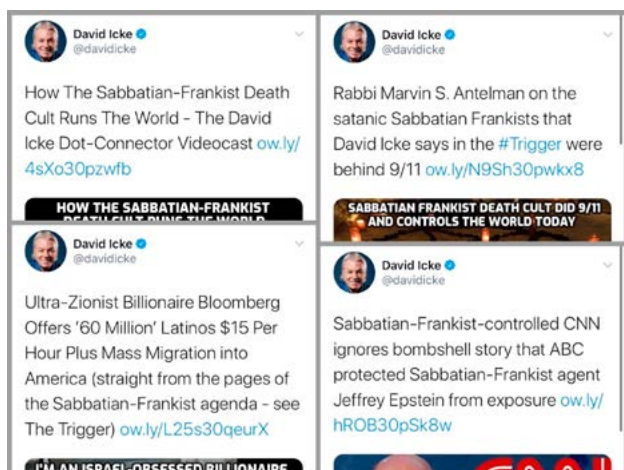 David Icke
@davidicke
How The Sabbatian-Frankist Death
Cult Runs The World - The David
Icke Dot-Connector Videocast ow.ly/
4sXo30pzwfb
HOW THE SABBATIAN-FRANKIST
DEATH CULT RUNS THE WORLD
David Icke
@davidicke
Rabbi Marvin S. Antelman on the
satanic Sabbatian Frankists that
David Icke says in the #Trigger were
behind 9/11 ow.ly/N9Sh30pwkx8
SABBATIAN FRANKIST DEATH CULT DID 9/11
AND CONTROLS THE WORLD TODAY
David Icke
@davidicke
Ultra-Zionist Billionaire Bloomberg
Offers '60 Million' Latinos $15 Per
Hour Plus Mass Migration into
America (straight from the pages of
the Sabbatian-Frankist agenda - see
The Trigger) ow.ly/L25s30qeurX
I'M AN ISRAEL-OBSESSED BILLIONAIRE
David Icke
@davidicke
Sabbatian-Frankist-controlled CNN
ignores bombshell story that ABC
protected Sabbatian-Frankist agent
Jeffrey Epstein from exposure ow.ly/
hROB30pSk8w
CNN